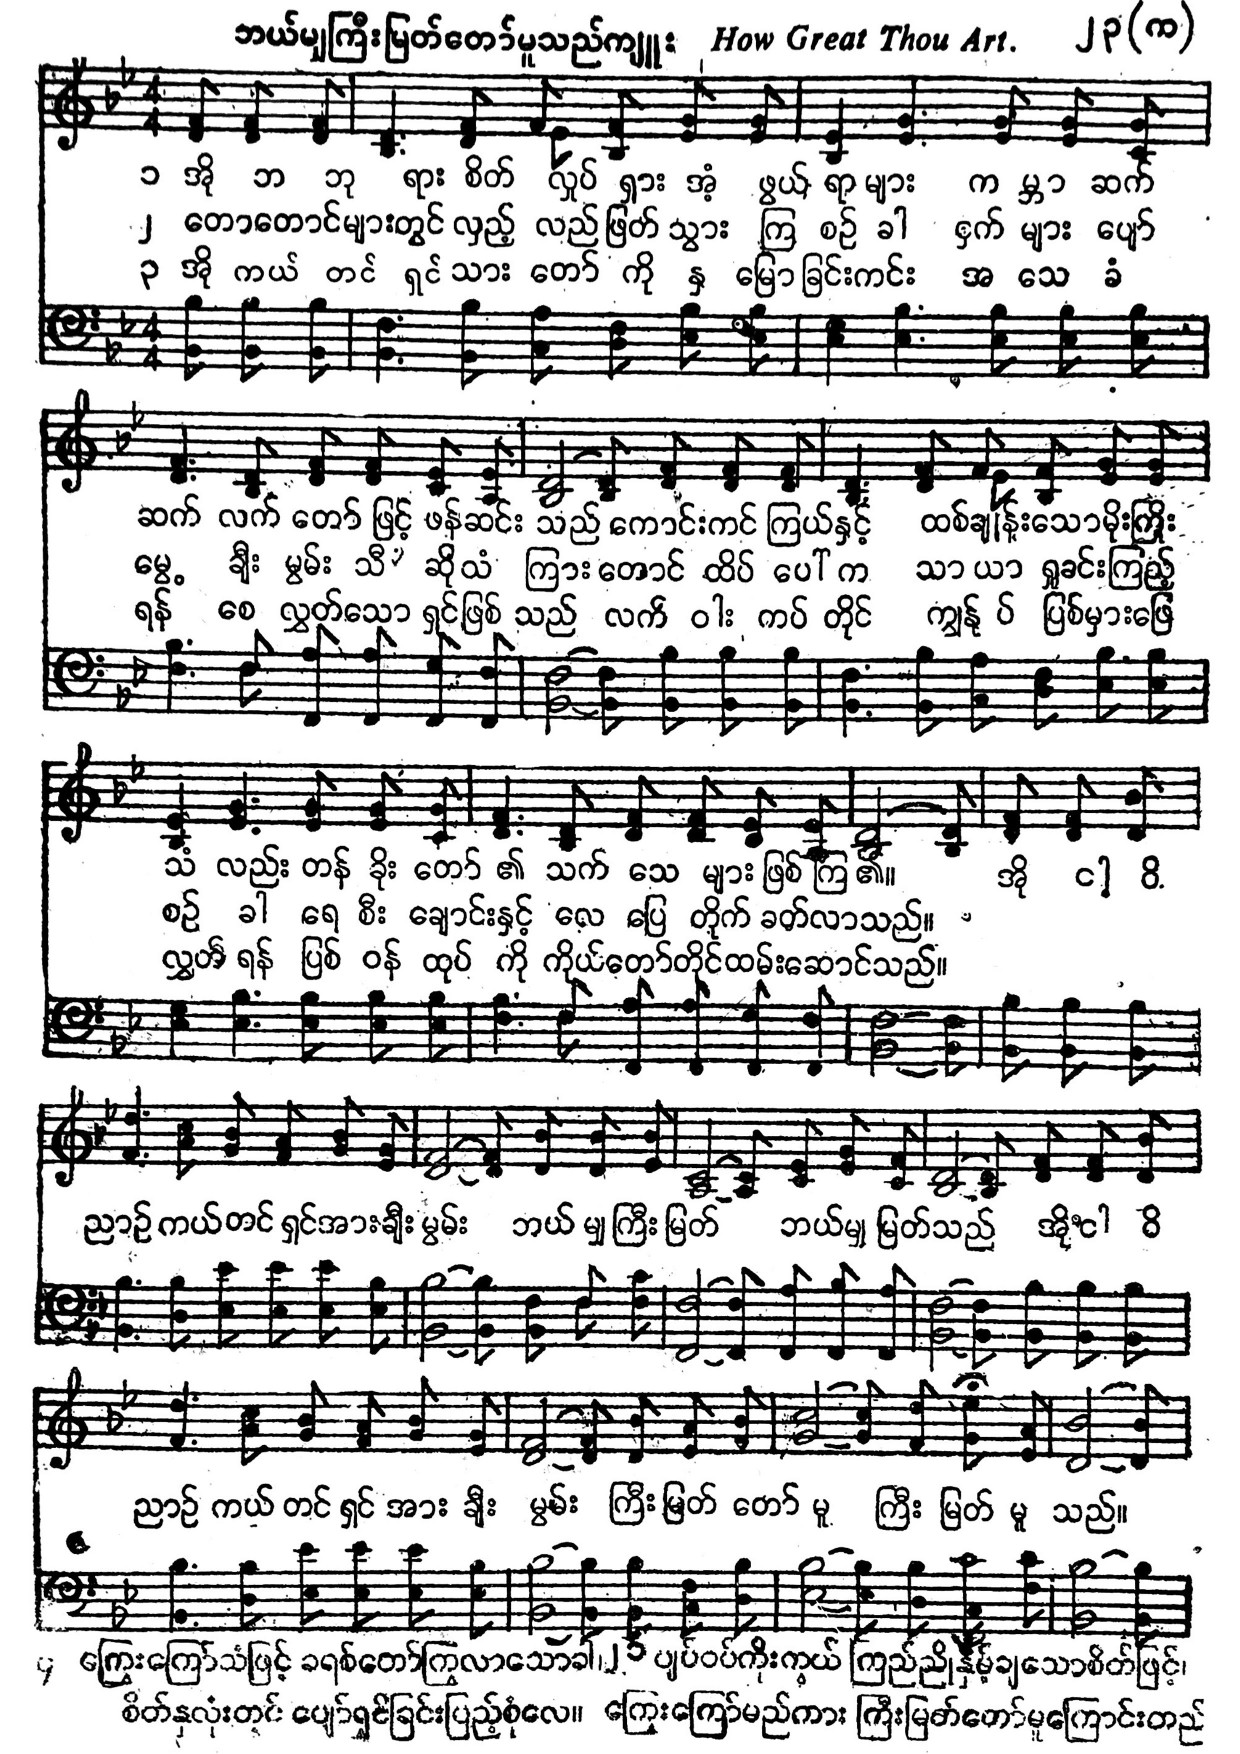 ဘယ်မျှကြီးမြတ်တော်မူသည်ကျူး How Great Thou Art. ၂၃(က)
၁ အို ဘ ဘု ရား စိတ် လှုပ် ရှား အံ့ ဖွယ် ရာ များ က မ္ဘာ ဆက်
၂ တောတောင်များတွင် လှည့် လည် ဖြတ် သွား ကြ စဉ် ခါ ငှက် များ ပျော်
၃ အို ကယ် တင် ရှင် သား တော် ကို နှ မြော ခြင်းကင်း အ သေ ခံ
ဆက် လက် တော် ဖြင့် ဖန်ဆင်း သည် ကောင်းကင် ကြယ်နှင့် ထစ်ချုန်းသောမိုးကြိုး
မွေ့ ချီး မွမ်း သီ ဆို သံ ကြား တောင် ထိပ် ပေါ် က သာ ယာ ရှုခင်းကြည့်
ရန် စေ လွှတ်သော ရှင်ဖြစ် သည် လက် ဝါး ကပ် တိုင် ကျွန်ုပ် ပြစ်မှားဖြေ
သံ လည်း တန် ခိုး တော် ၏ သက် သေ များ ဖြစ် ကြ ၏။ အို ငါ့ ဝိ
စဉ် ခါ ရေ စီး ချောင်းနှင့် လေ ပြေ တိုက် ခတ်လာသည်။
လွှတ် ရန် ပြစ် ဝန် ထုပ် ကို ကိုယ်တော်တိုင်ထမ်းဆောင်သည်။
ညာဉ် ကယ်တင် ရှင်အားချီး မွမ်း ဘယ် မျှ ကြီး မြတ် ဘယ်မျှ မြတ်သည် အို ငါ ဝိ
ညာဉ် ကယ် တင် ရှင် အား ချီး မွမ်း ကြီး မြတ် တော် မူ ကြီး မြတ် မူ သည်။
၄ ကြွေးကြော်သံဖြင့် ခရစ်တော်ကြွလာသောခါ၊ ပျပ်ဝပ်ကိုးကွယ် ကြည်ညိုနှိမ့်ချသောစိတ်ဖြင့်၊
စိတ်နှလုံးတွင် ပျော်ရွှင်ခြင်းပြည့်စုံလေ။ ကြွေးကြော်မည်ကား ကြီးမြတ်တော်မူကြောင်းတည်